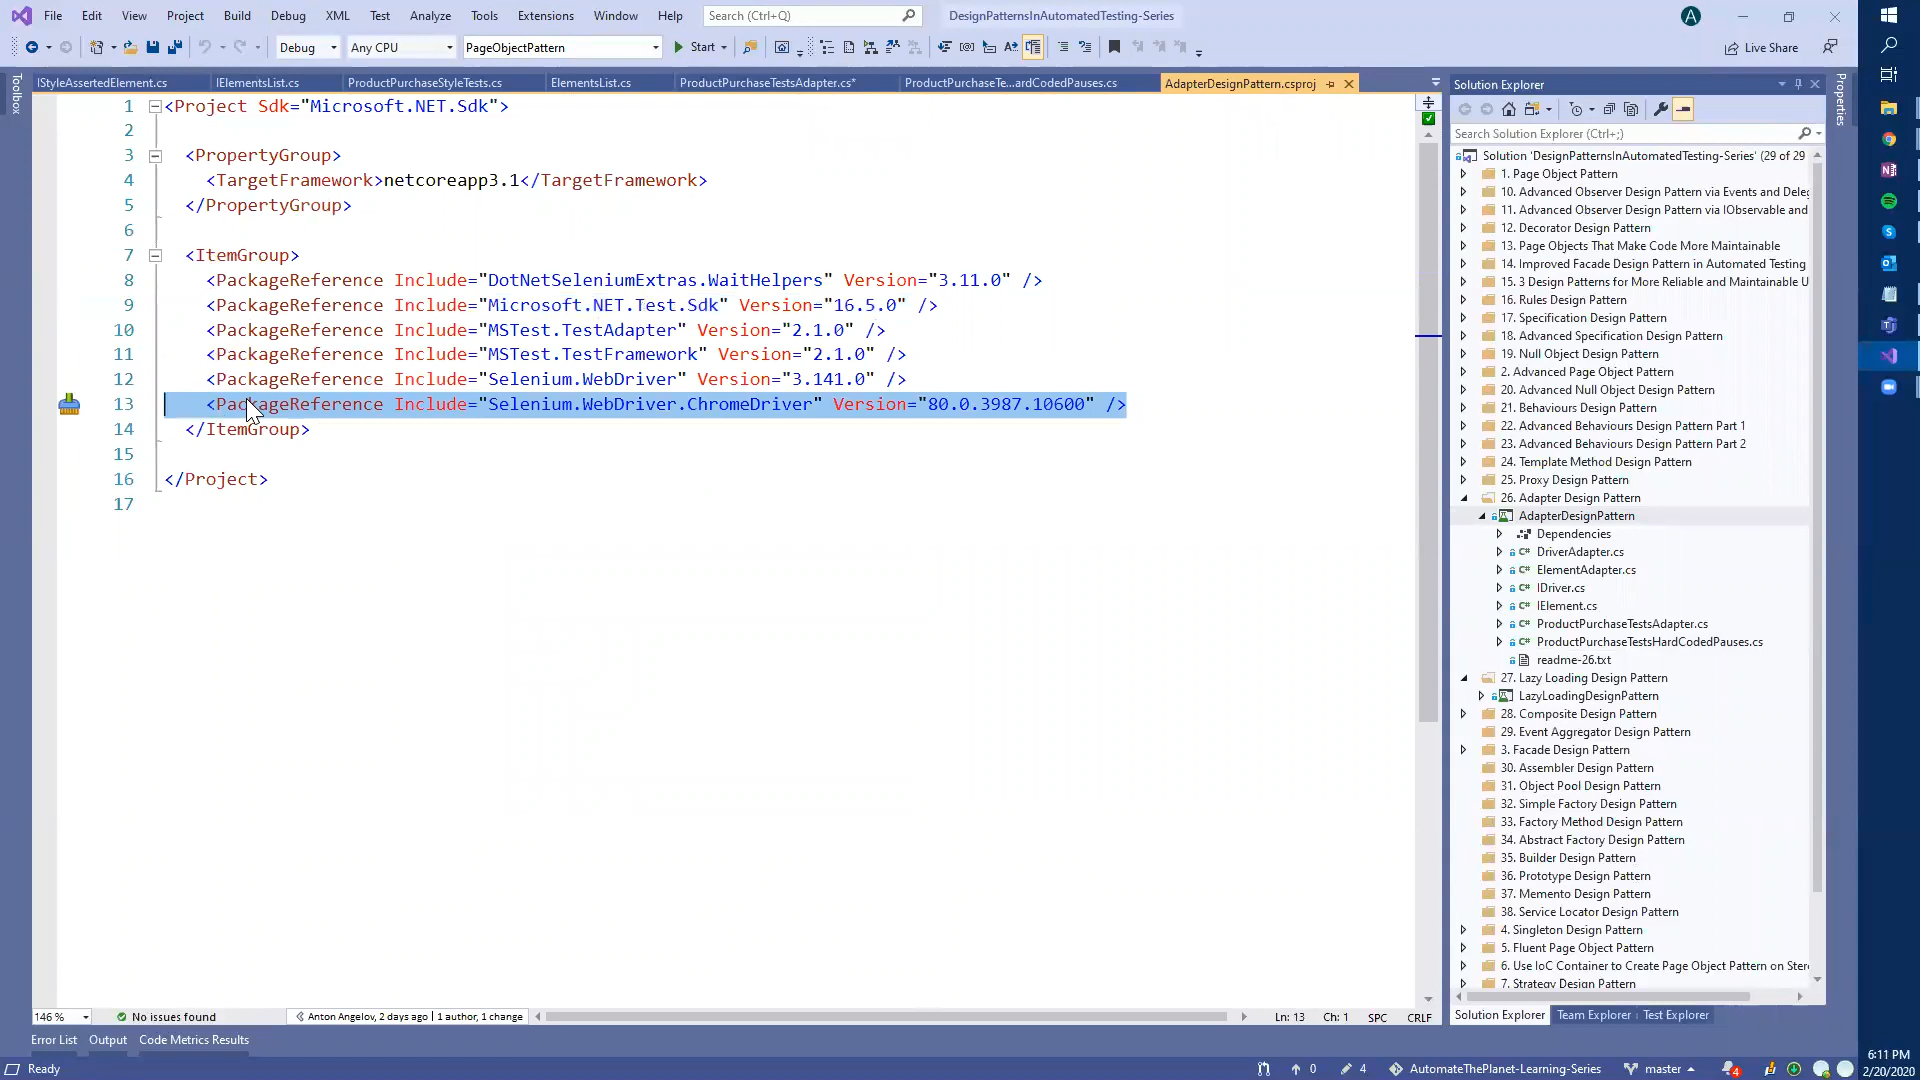 File Edit View Project Build Debug XML Test Analyze Tools Extensions Window Help Search (Ctrl+Q) DesignPatternsInAutomatedTesting-Series A
Debug Any CPU PageObjectPattern Start Live Share
IStyleAssertedElement.cs IElementsList.cs ProductPurchaseStyleTests.cs ElementsList.cs ProductPurchaseTestsAdapter.cs* ProductPurchaseTe...ardCodedPauses.cs AdapterDesignPattern.csproj
Toolbox
1 <Project Sdk="Microsoft.NET.Sdk">
2
3 <PropertyGroup>
4 <TargetFramework>netcoreapp3.1</TargetFramework>
5 </PropertyGroup>
6
7 <ItemGroup>
8 <PackageReference Include="DotNetSeleniumExtras.WaitHelpers" Version="3.11.0" />
9 <PackageReference Include="Microsoft.NET.Test.Sdk" Version="16.5.0" />
10 <PackageReference Include="MSTest.TestAdapter" Version="2.1.0" />
11 <PackageReference Include="MSTest.TestFramework" Version="2.1.0" />
12 <PackageReference Include="Selenium.WebDriver" Version="3.141.0" />
13 <PackageReference Include="Selenium.WebDriver.ChromeDriver" Version="80.0.3987.10600" />
14 </ItemGroup>
15
16 </Project>
17
146 % No issues found Anton Angelov, 2 days ago | 1 author, 1 change Ln: 13 Ch: 1 SPC CRLF
Error List Output Code Metrics Results
Solution Explorer
Search Solution Explorer (Ctrl+;)
Solution 'DesignPatternsInAutomatedTesting-Series' (29 of 29
1. Page Object Pattern
10. Advanced Observer Design Pattern via Events and Deleg
11. Advanced Observer Design Pattern via IObservable and
12. Decorator Design Pattern
13. Page Objects That Make Code More Maintainable
14. Improved Facade Design Pattern in Automated Testing
15. 3 Design Patterns for More Reliable and Maintainable U
16. Rules Design Pattern
17. Specification Design Pattern
18. Advanced Specification Design Pattern
19. Null Object Design Pattern
2. Advanced Page Object Pattern
20. Advanced Null Object Design Pattern
21. Behaviours Design Pattern
22. Advanced Behaviours Design Pattern Part 1
23. Advanced Behaviours Design Pattern Part 2
24. Template Method Design Pattern
25. Proxy Design Pattern
26. Adapter Design Pattern
AdapterDesignPattern
Dependencies
C# DriverAdapter.cs
C# ElementAdapter.cs
C# IDriver.cs
C# IElement.cs
C# ProductPurchaseTestsAdapter.cs
C# ProductPurchaseTestsHardCodedPauses.cs
readme-26.txt
27. Lazy Loading Design Pattern
LazyLoadingDesignPattern
28. Composite Design Pattern
29. Event Aggregator Design Pattern
3. Facade Design Pattern
30. Assembler Design Pattern
31. Object Pool Design Pattern
32. Simple Factory Design Pattern
33. Factory Method Design Pattern
34. Abstract Factory Design Pattern
35. Builder Design Pattern
36. Prototype Design Pattern
37. Memento Design Pattern
38. Service Locator Design Pattern
4. Singleton Design Pattern
5. Fluent Page Object Pattern
6. Use IoC Container to Create Page Object Pattern on Ster
7. Strategy Design Pattern
Solution Explorer Team Explorer Test Explorer
Properties
Ready 0 4 AutomateThePlanet-Learning-Series master 4
6:11 PM
2/20/2020